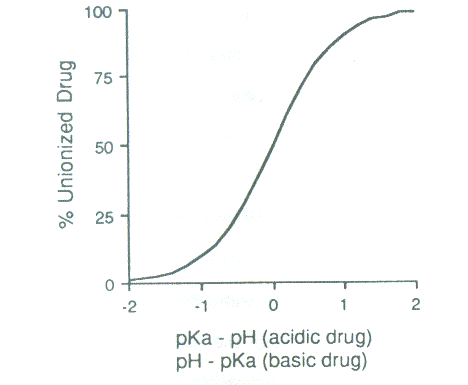 100
75
50
25
0
% Unionized Drug
-2 -1 0 1 2
pKa - pH (acidic drug)
pH - pKa (basic drug)